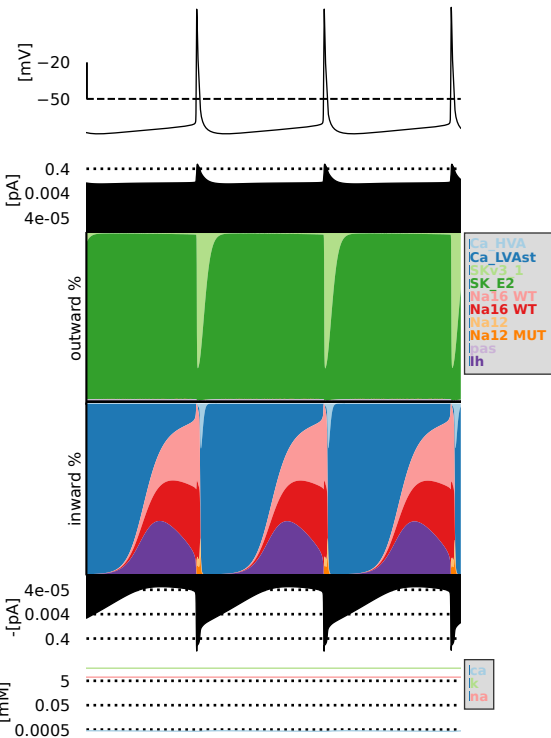 [mV]
−20
−50
[pA]
0.4
0.004
4e-05
outward %
Ca_HVA
Ca_LVAst
SKv3_1
SK_E2
Na16 WT
Na16 WT
Na12
Na12 MUT
pas
Ih
inward %
-[pA]
4e-05
0.004
0.4
[mM]
5
0.05
0.0005
ca
k
na